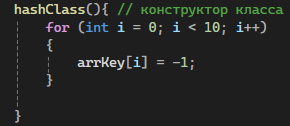 hashClass(){ // конструктор класса
    for (int i = 0; i < 10; i++)
    {
        arrKey[i] = -1;
    }

}